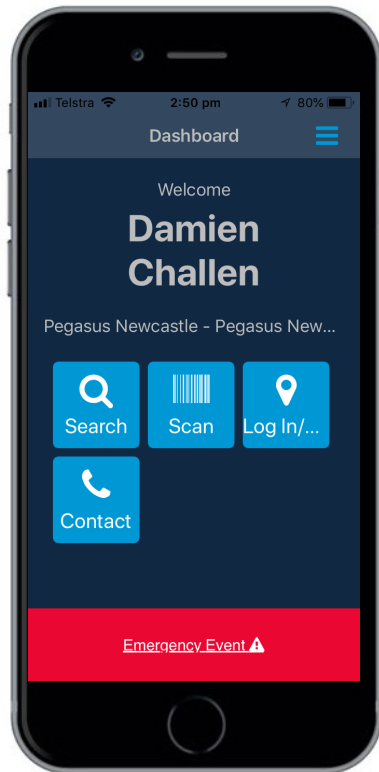 Telstra 2:50 pm 80%
Dashboard
Welcome
Damien
Challen
Pegasus Newcastle - Pegasus New...
Search Scan Log In/...
Contact
Emergency Event